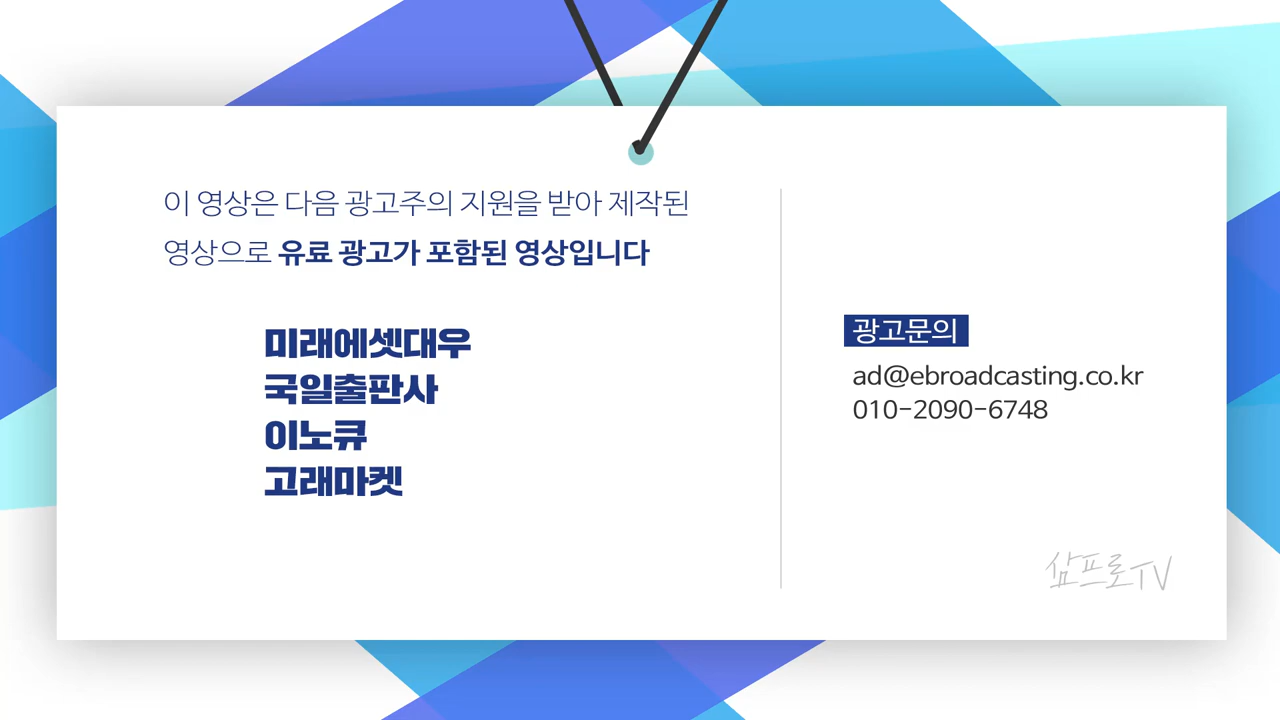 이 영상은 다음 광고주의 지원을 받아 제작된
영상으로 유료 광고가 포함된 영상입니다
미래에셋대우
국일출판사
이노큐
고래마켓
광고문의
ad@ebroadcasting.co.kr
010-2090-6748
삼프로TV